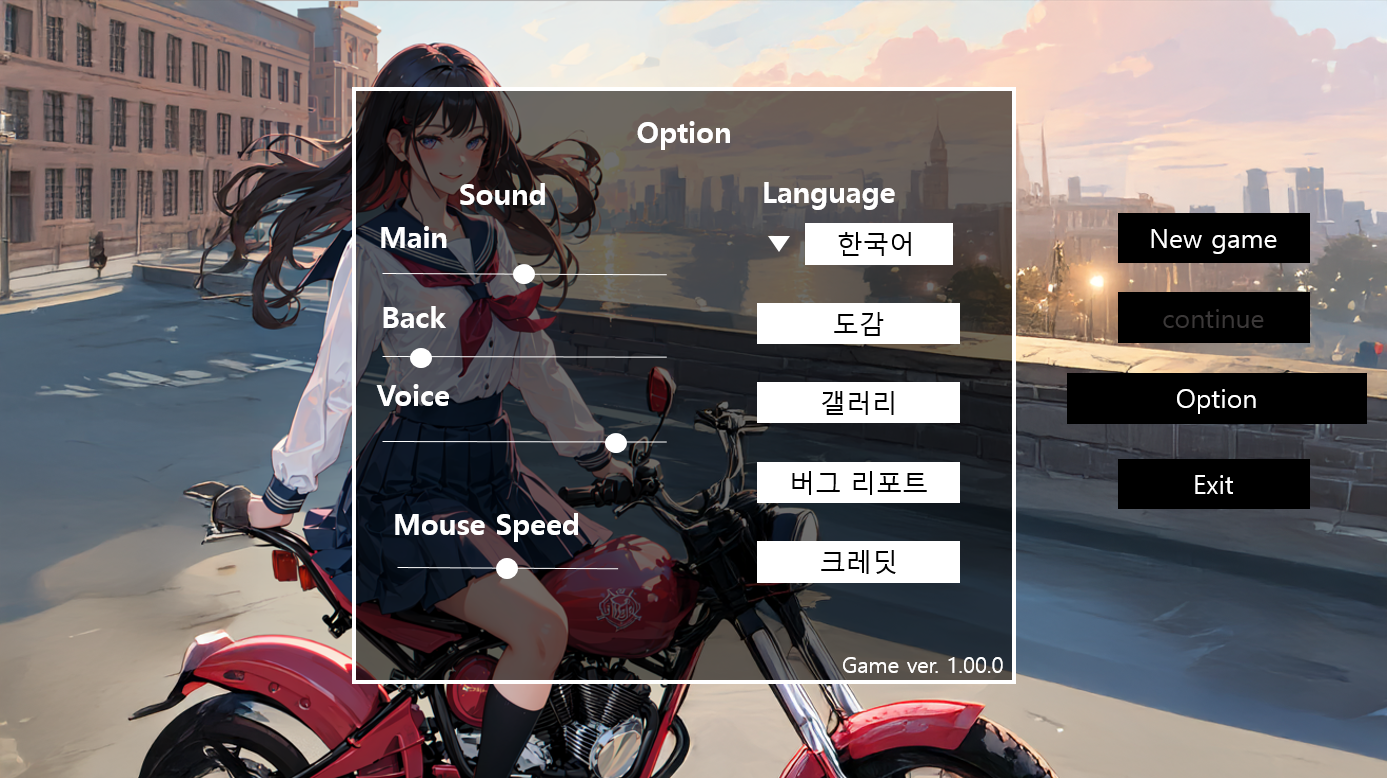 Option
Sound
Main
Back
Voice
Mouse Speed
Language
한국어
도감
갤러리
버그 리포트
크레딧
Game ver. 1.00.0
New game
continue
Option
Exit